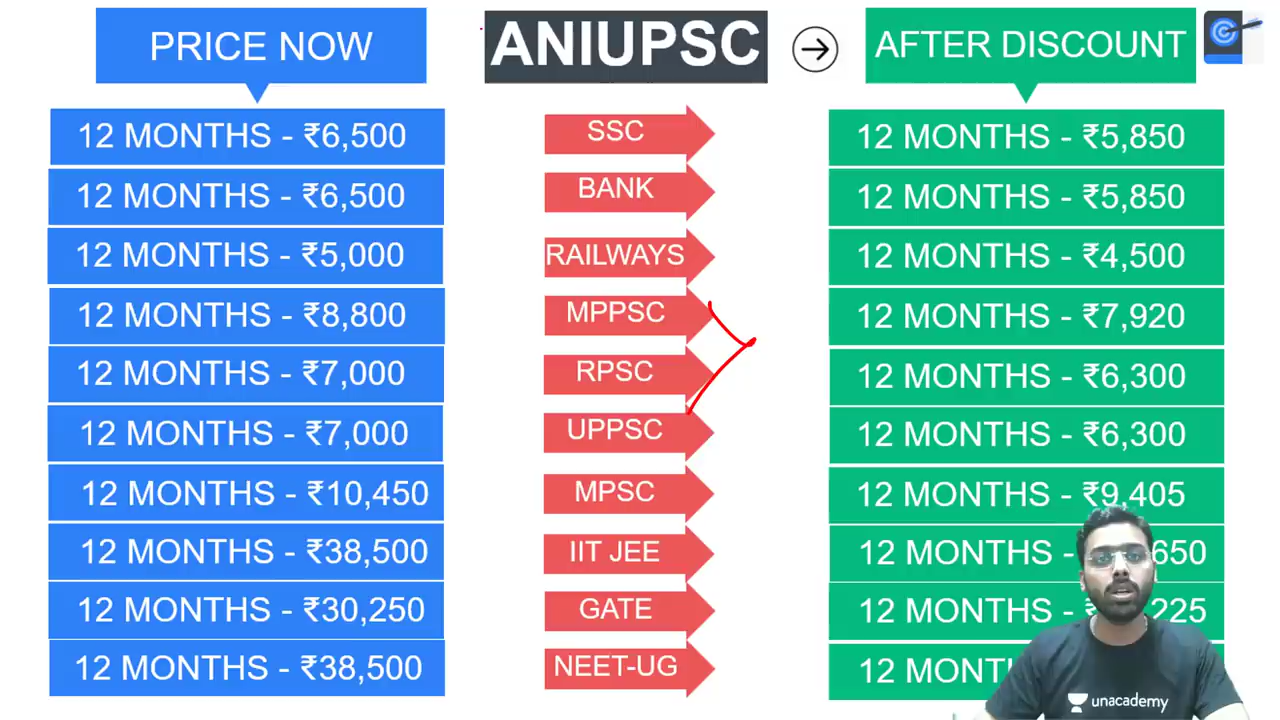 PRICE NOW ANIUPSC AFTER DISCOUNT
12 MONTHS - ₹6,500 SSC 12 MONTHS - ₹5,850
12 MONTHS - ₹6,500 BANK 12 MONTHS - ₹5,850
12 MONTHS - ₹5,000 RAILWAYS 12 MONTHS - ₹4,500
12 MONTHS - ₹8,800 MPPSC 12 MONTHS - ₹7,920
12 MONTHS - ₹7,000 RPSC 12 MONTHS - ₹6,300
12 MONTHS - ₹7,000 UPPSC 12 MONTHS - ₹6,300
12 MONTHS - ₹10,450 MPSC 12 MONTHS - ₹9,405
12 MONTHS - ₹38,500 IIT JEE 12 MONTHS - 650
12 MONTHS - ₹30,250 GATE 12 MONTHS - 225
12 MONTHS - ₹38,500 NEET-UG 12
unacademy